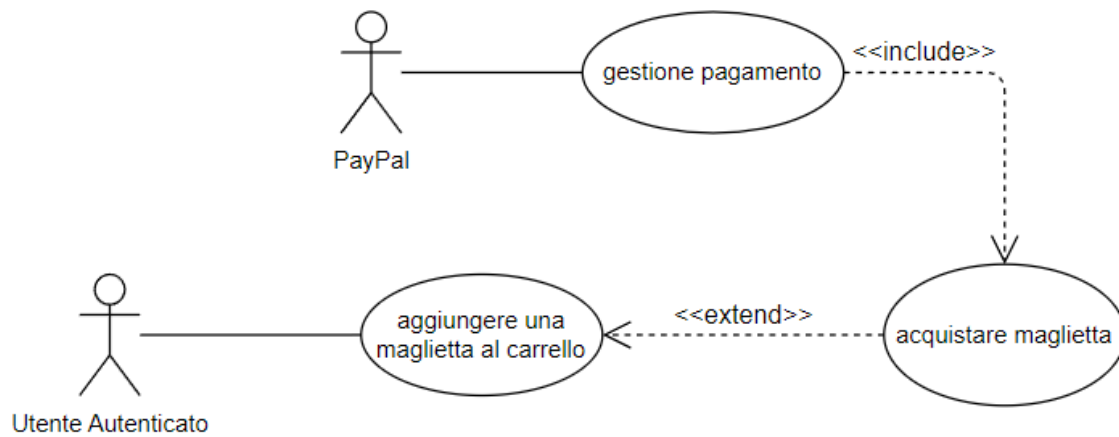 gestione pagamento
<<include>>
PayPal
aggiungere una
maglietta al carrello
<<extend>>
acquistare maglietta
Utente Autenticato